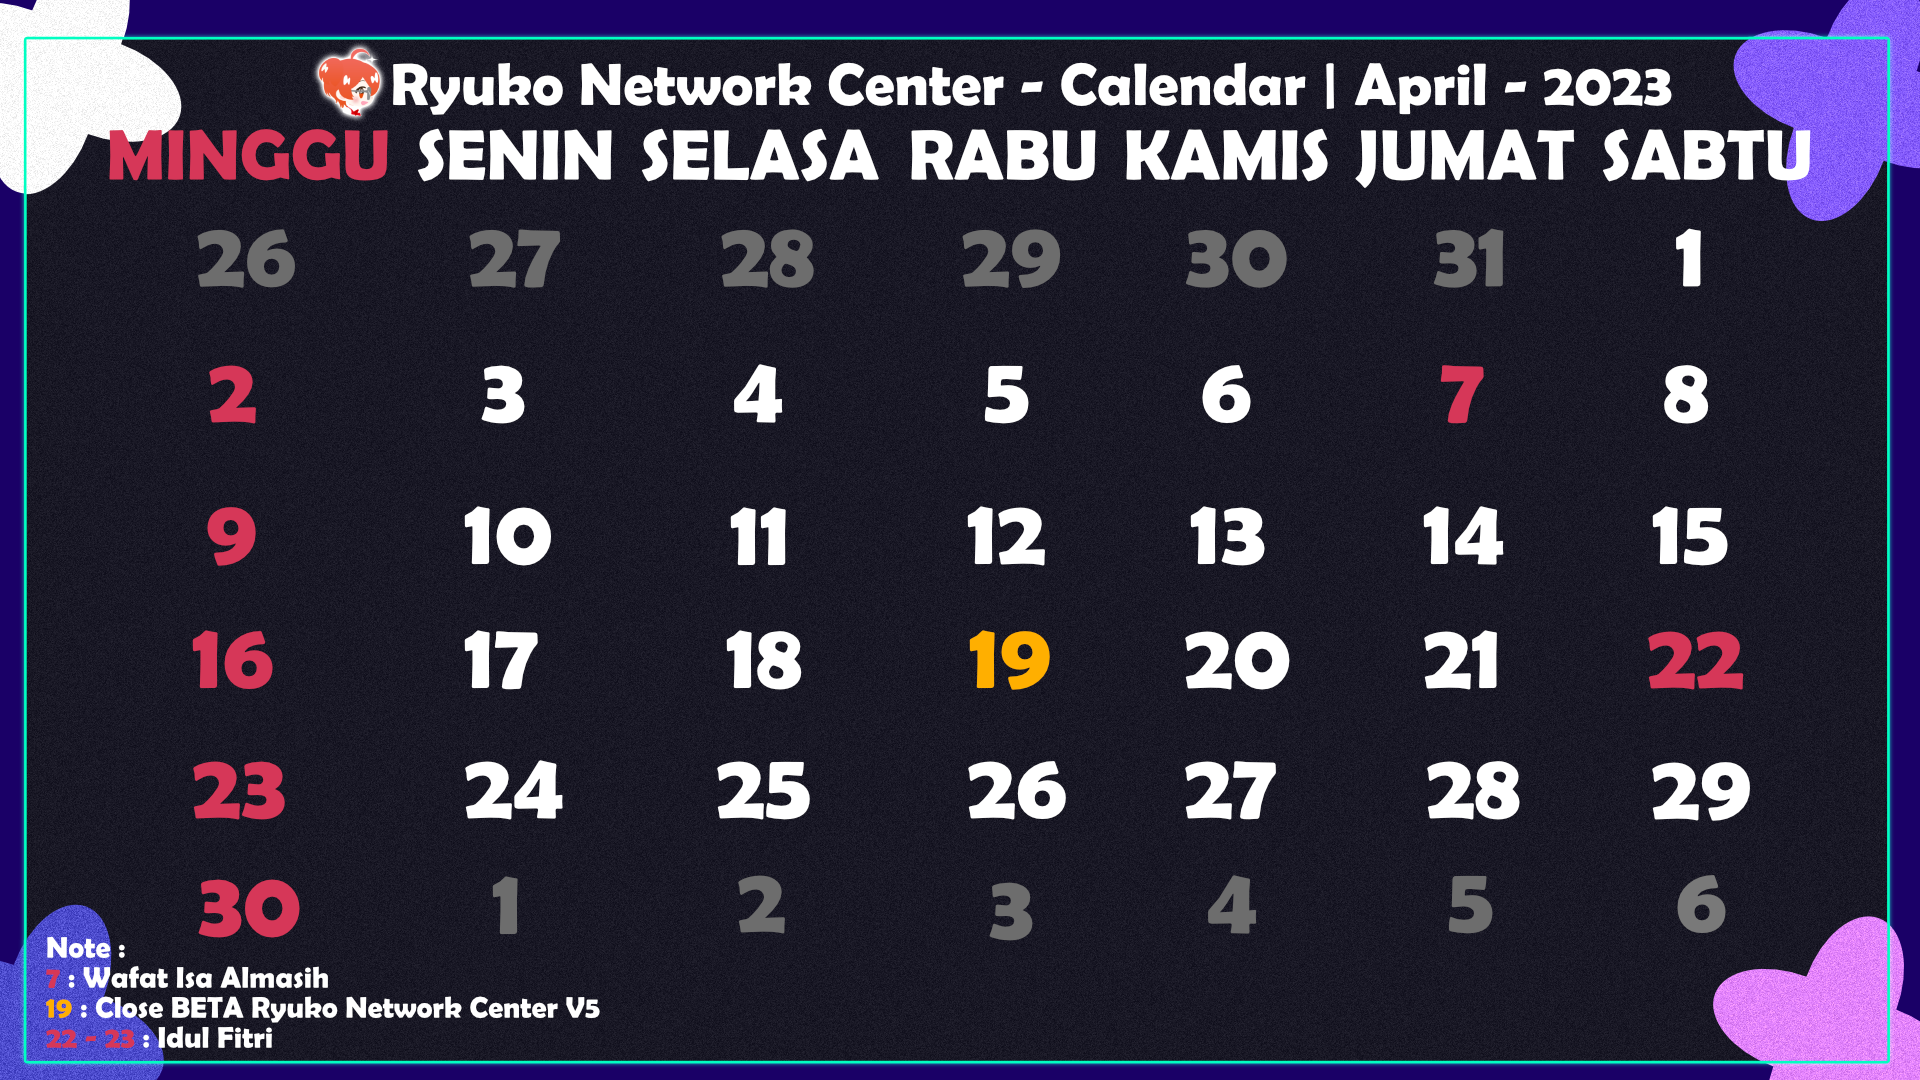 Ryuko Network Center - Calendar | April - 2023
MINGGU SENIN SELASA RABU KAMIS JUMAT SABTU
26 27 28 29 30 31 1
2 3 4 5 6 7 8
9 10 11 12 13 14 15
16 17 18 19 20 21 22
23 24 25 26 27 28 29
30 1 2 3 4 5 6
Note :
7 : Wafat Isa Almasih
19 : Close BETA Ryuko Network Center V5
22 - 23 : Idul Fitri